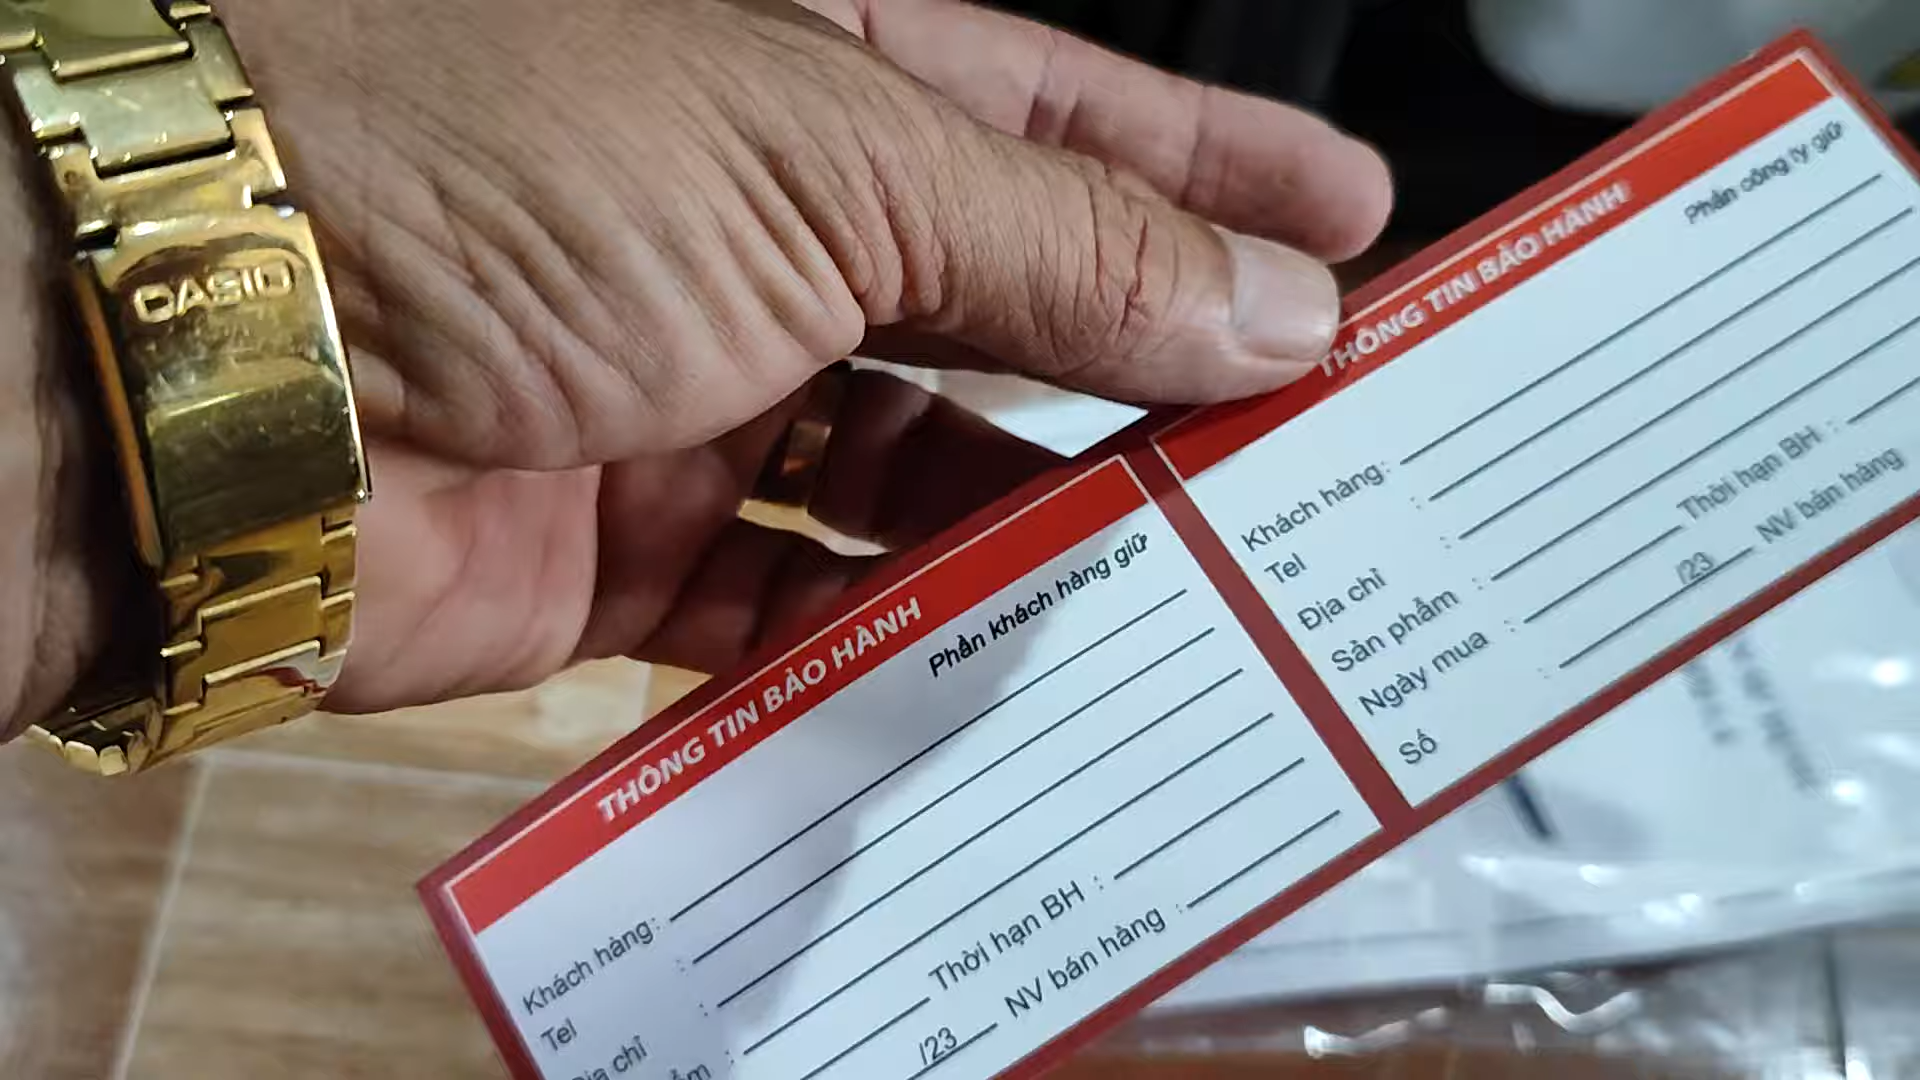 CASIO
THÔNG TIN BẢO HÀNH
Phần khách hàng giữ
Khách hàng:
Tel :
Địa chỉ :
:
Thời hạn BH :
/23 NV bán hàng :
THÔNG TIN BẢO HÀNH
Phần công ty giữ
Khách hàng:
Tel :
Địa chỉ :
Sản phẩm : Thời hạn BH :
Ngày mua : /23 NV bán hàng
Số :